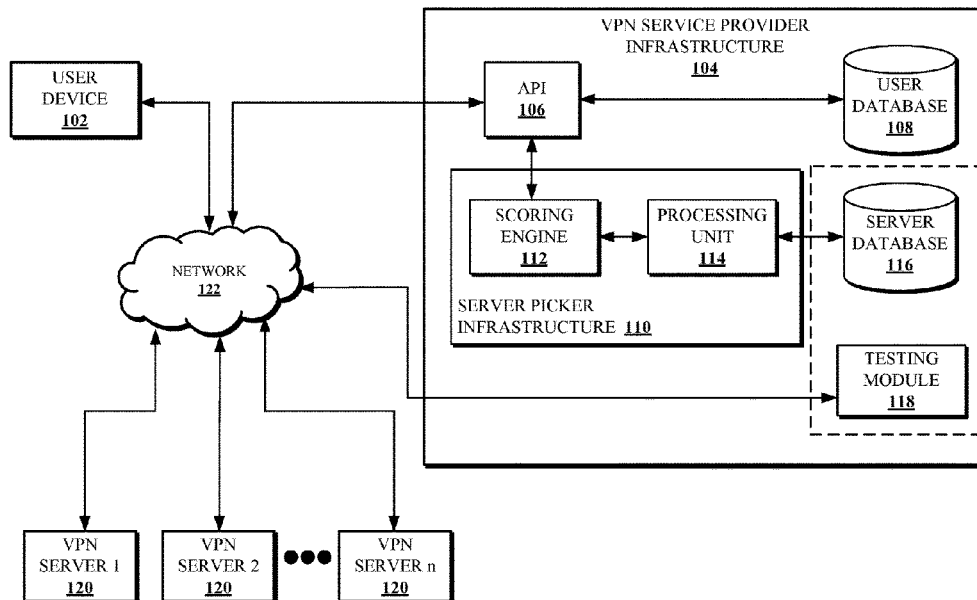 VPN SERVICE PROVIDER
INFRASTRUCTURE
104
USER
DEVICE
102
API
106
USER
DATABASE
108
SCORING
ENGINE
112
PROCESSING
UNIT
114
SERVER
DATABASE
116
SERVER PICKER
INFRASTRUCTURE 110
NETWORK
122
TESTING
MODULE
118
VPN
SERVER 1
120
VPN
SERVER 2
120
VPN
SERVER n
120